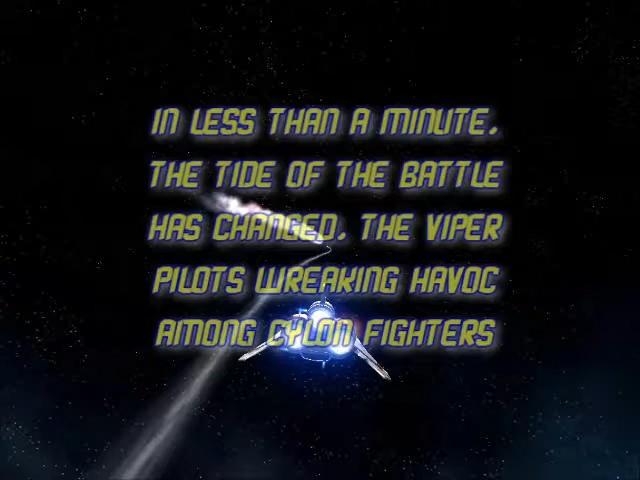 IN LESS THAN A MINUTE.
THE TIDE OF THE BATTLE
HAS CHANGED. THE VIPER
PILOTS WREAKING HAVOC
AMONG CYLON FIGHTERS